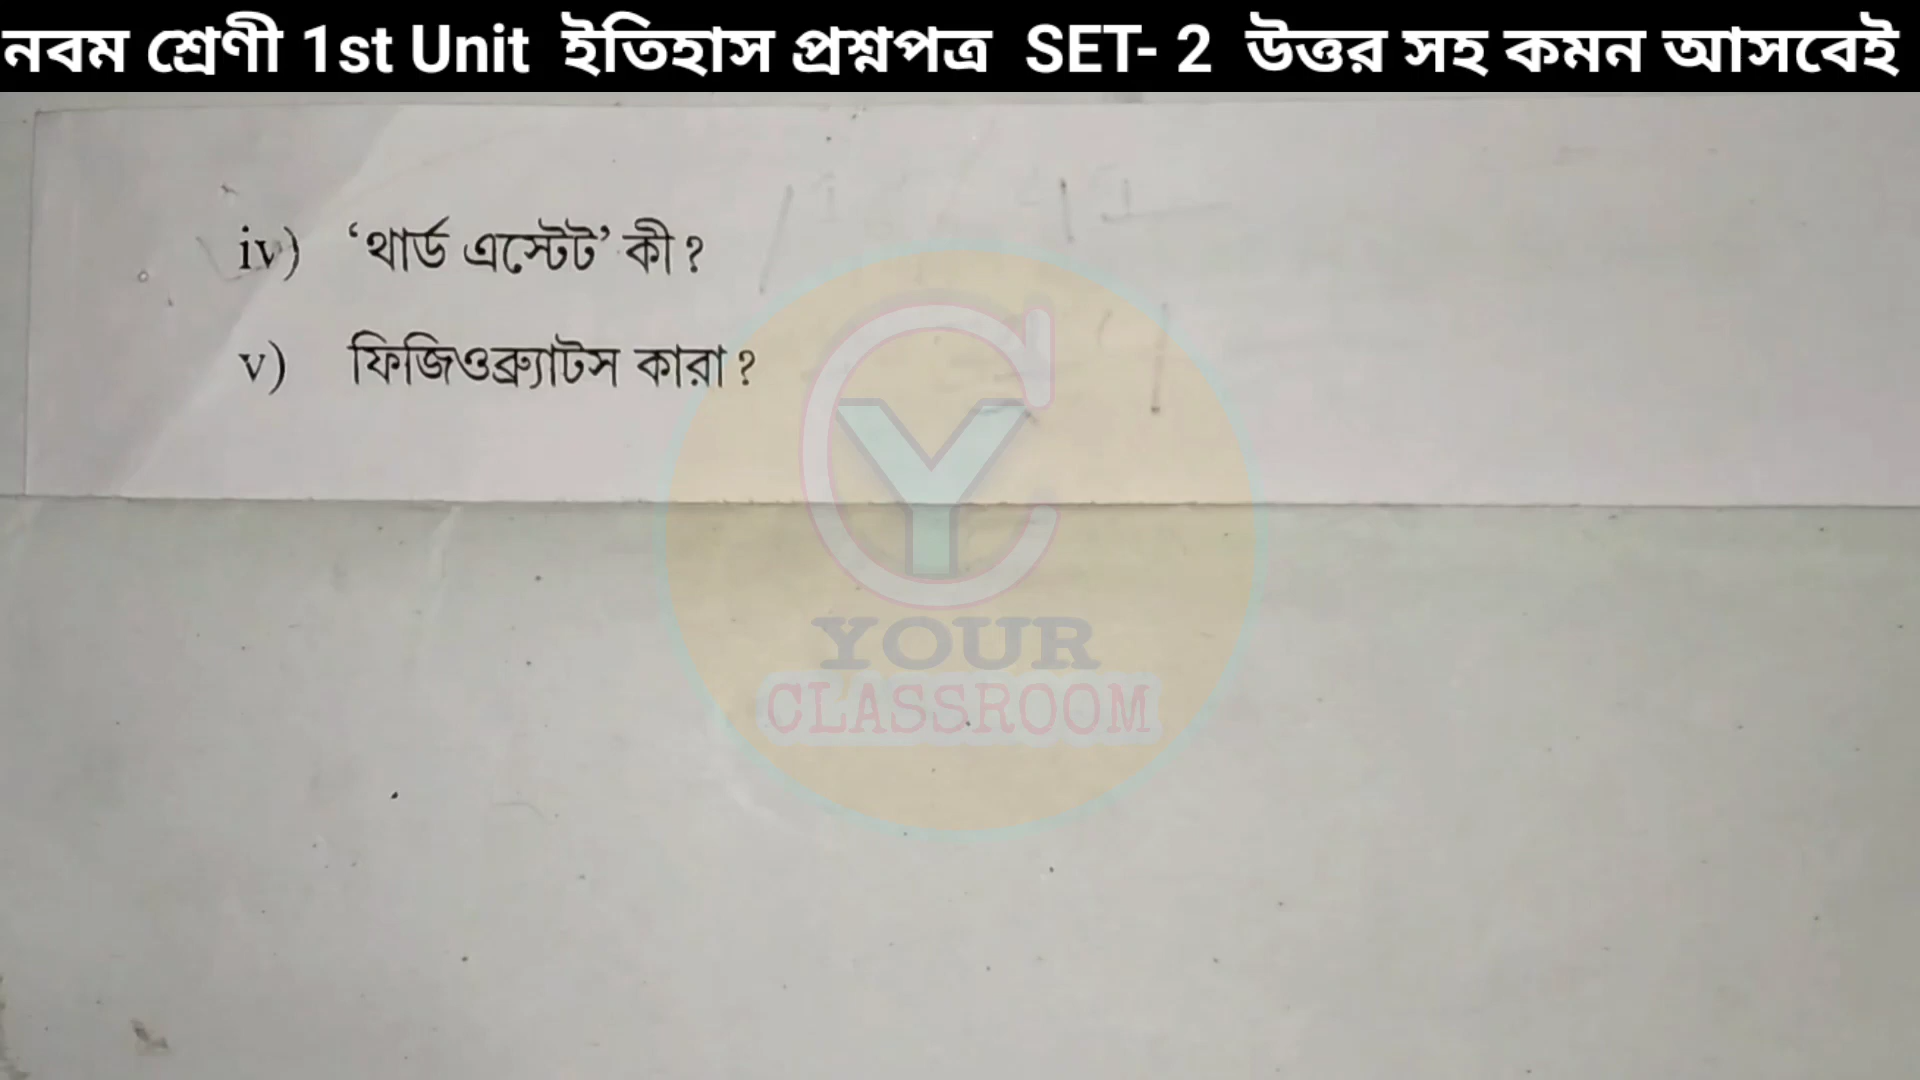 নবম শ্রেণী 1st Unit ইতিহাস প্রশ্নপত্র SET- 2 উত্তর সহ কমন আসবেই
iv) ‘থার্ড এস্টেট’ কী?
v) ফিজিওক্র্যাটস কারা?
YOUR
CLASSROOM